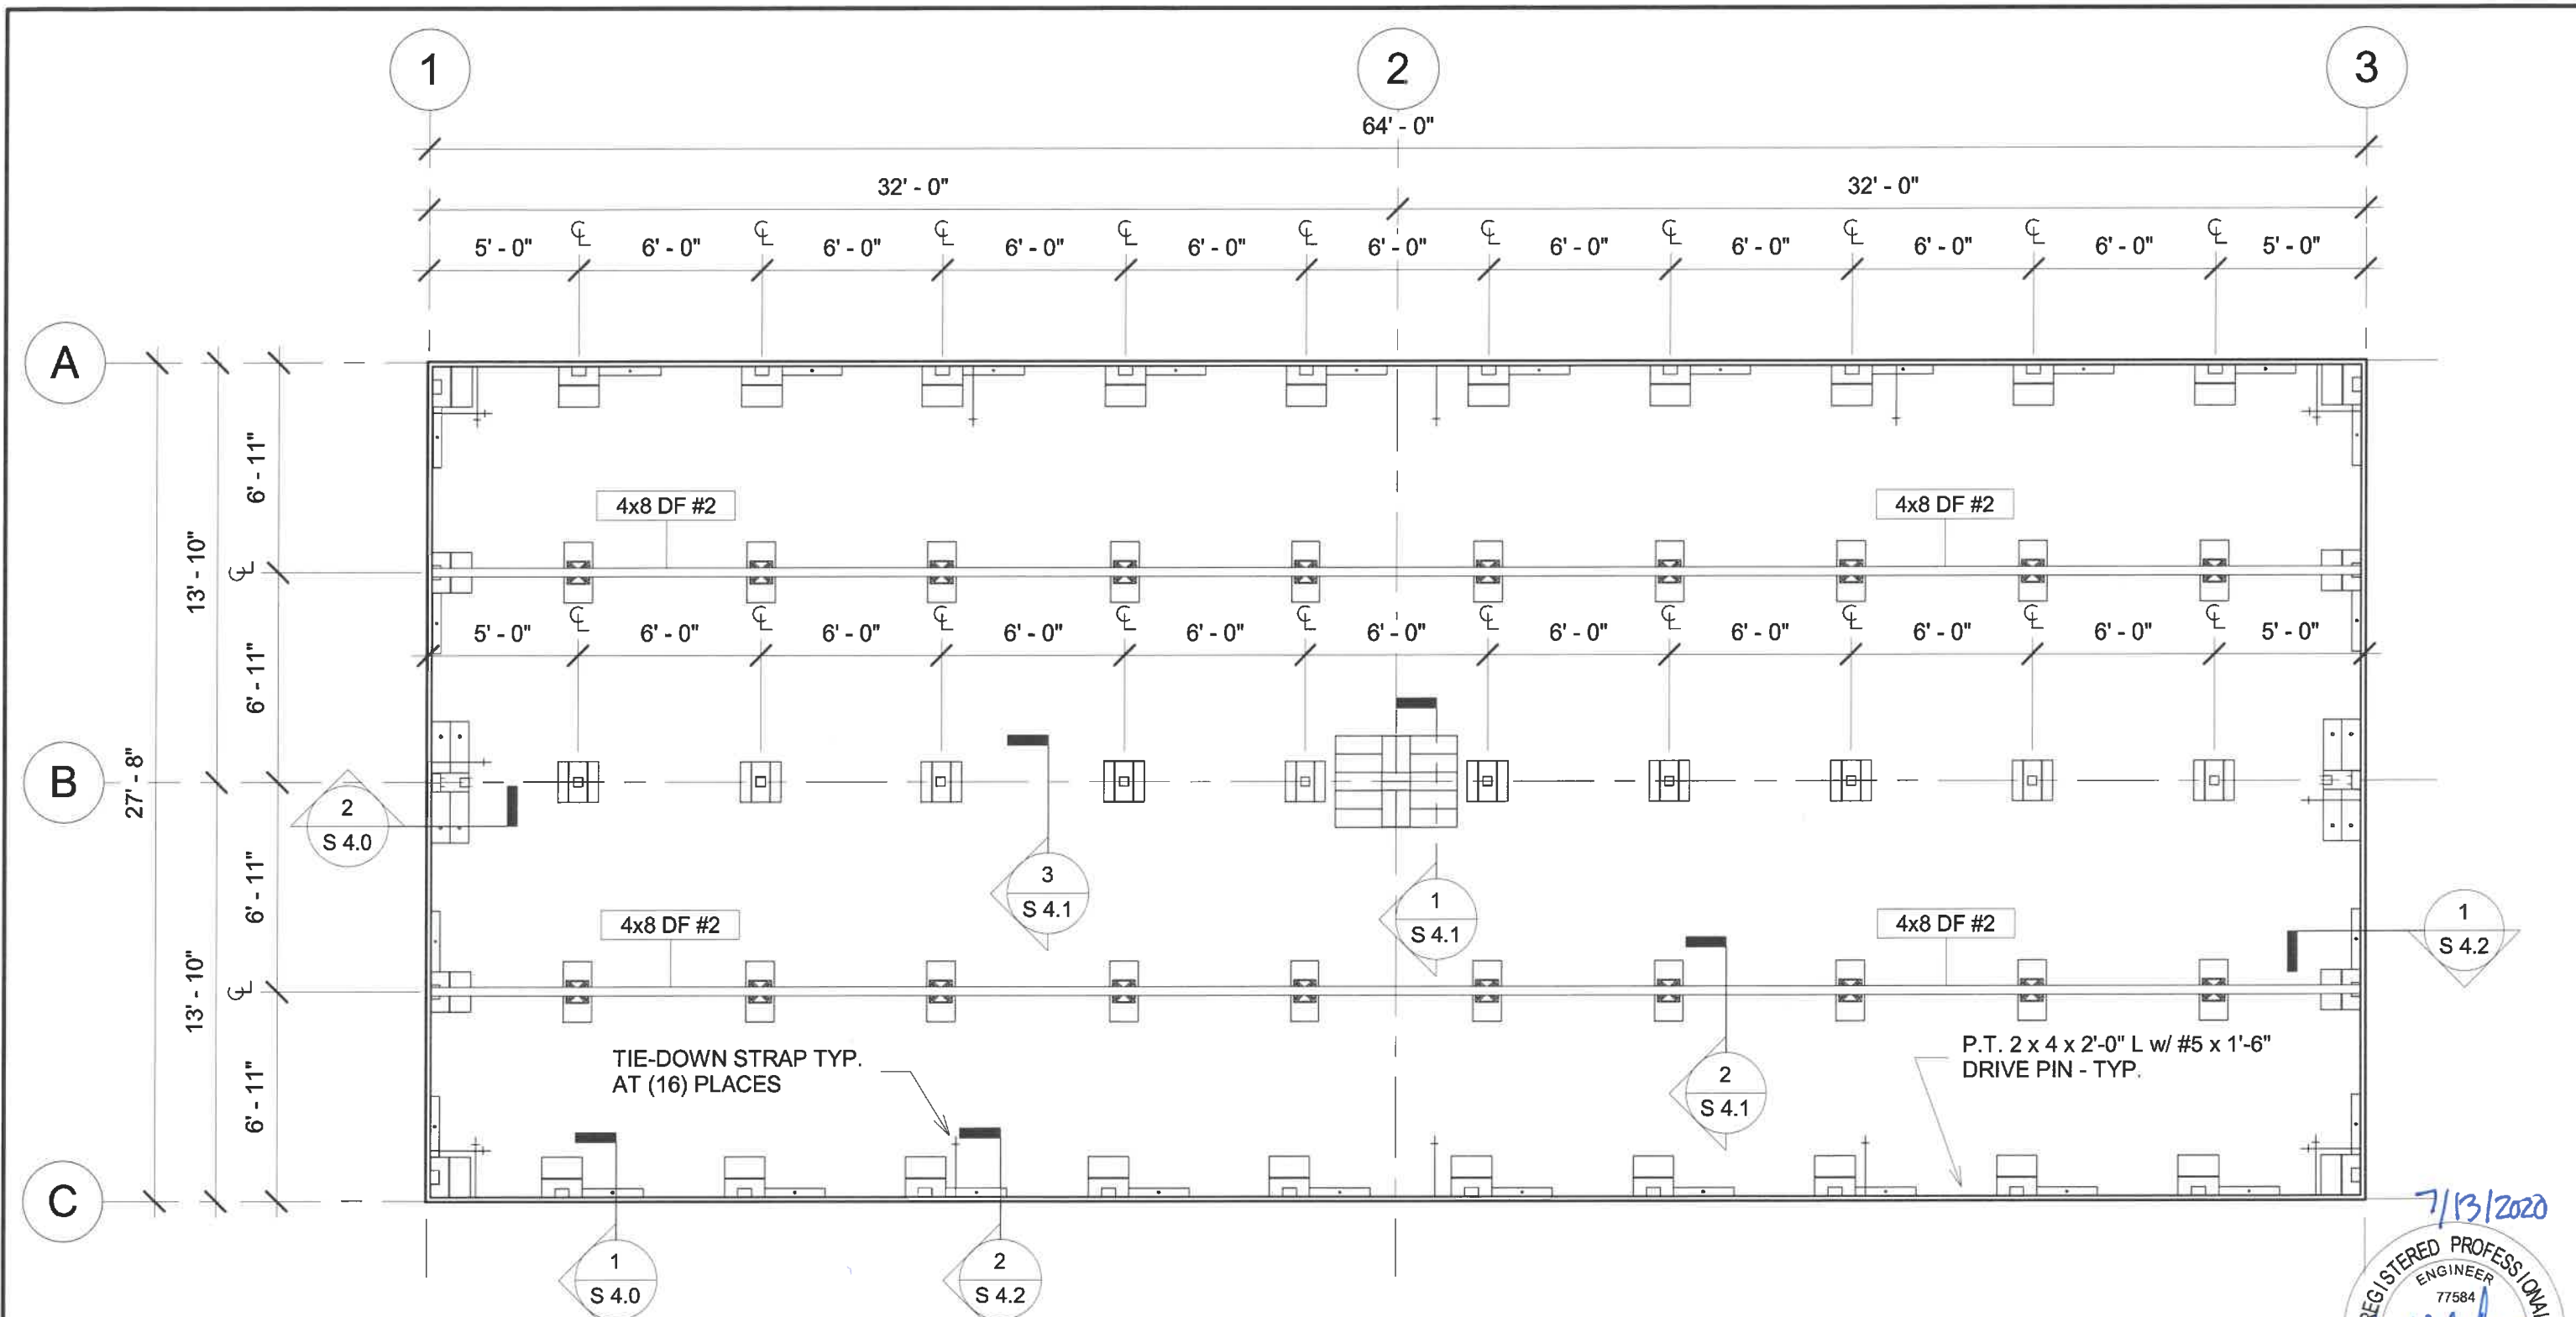 1
2
3
64' - 0"
32' - 0"
32' - 0"
5' - 0"
6' - 0"
6' - 0"
6' - 0"
6' - 0"
6' - 0"
6' - 0"
6' - 0"
6' - 0"
6' - 0"
5' - 0"
A
6' - 11"
13' - 10"
4x8 DF #2
4x8 DF #2
5' - 0"
6' - 0"
6' - 0"
6' - 0"
6' - 0"
6' - 0"
6' - 0"
6' - 0"
6' - 0"
6' - 0"
5' - 0"
6' - 11"
B
27' - 8"
2
S 4.0
3
S 4.1
1
S 4.1
6' - 11"
4x8 DF #2
4x8 DF #2
1
S 4.2
13' - 10"
TIE-DOWN STRAP TYP.
AT (16) PLACES
2
S 4.1
P.T. 2 x 4 x 2'-0" L w/ #5 x 1'-6"
DRIVE PIN - TYP.
6' - 11"
C
1
S 4.0
2
S 4.2
7/13/2020
REGISTERED PROFESSIONAL
ENGINEER
77584